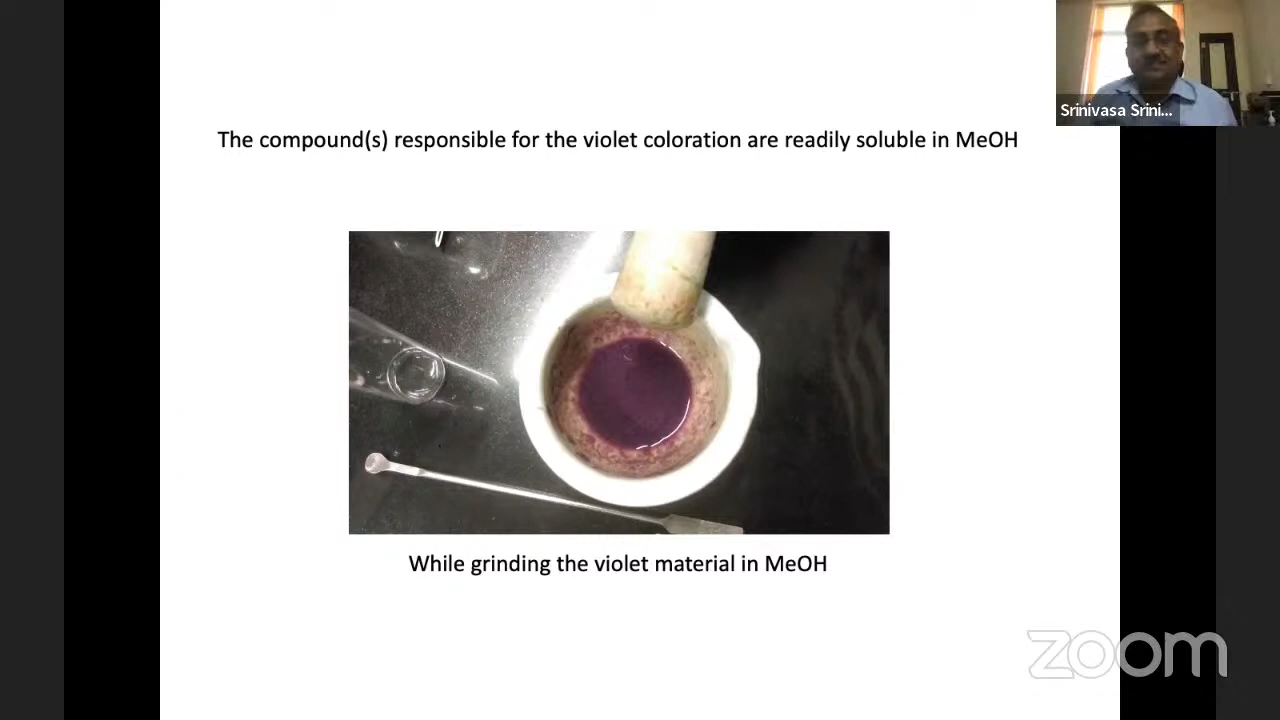 Srinivasa Srini...
The compound(s) responsible for the violet coloration are readily soluble in MeOH
While grinding the violet material in MeOH
zoom